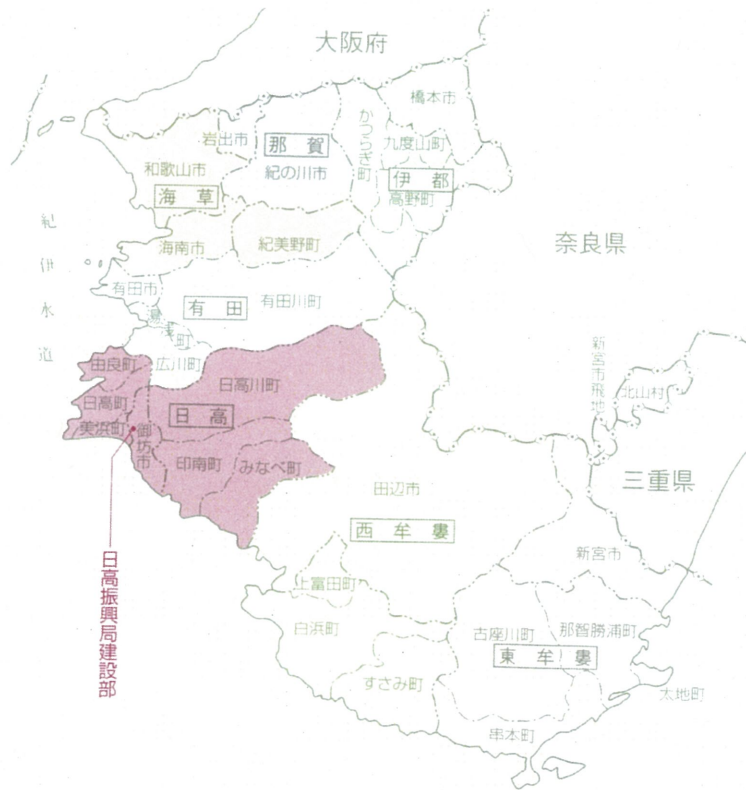 大阪府
橋本市
かつらぎ町
岩出市
那賀
九度山町
和歌山市
紀の川市
伊都
海草
高野町
紀伊水道
海南市
紀美野町
奈良県
有田市
有田
有田川町
湯浅町
広川町
新宮市飛地
由良町
日高川町
北山村
日高町
日高
美浜町
御坊市
印南町
みなべ町
三重県
田辺市
西牟婁
新宮市
日高振興局建設部
上富田町
白浜町
古座川町
那智勝浦町
東牟婁
すさみ町
太地町
串本町